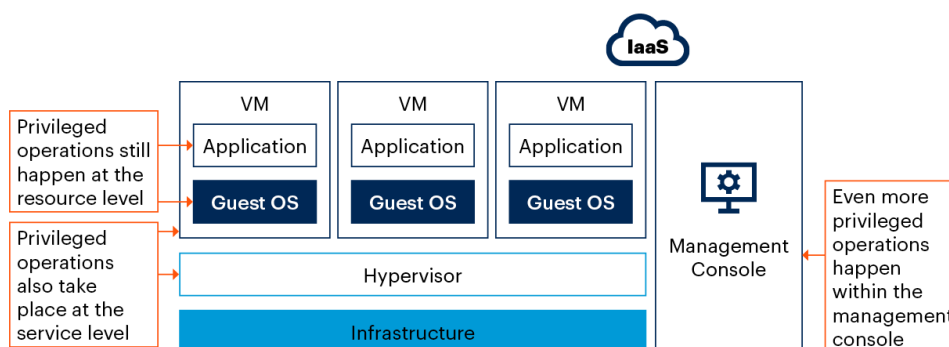 IaaS
VM
VM
VM
Privileged
operations still
happen at the
resource level
Application
Application
Application
Guest OS
Guest OS
Guest OS
Privileged
operations
also take
place at the
service level
Hypervisor
Infrastructure
Management
Console
Even more
privileged
operations
happen
within the
management
console